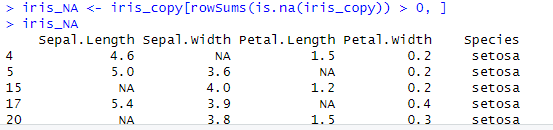 > iris_NA <- iris_copy[rowSums(is.na(iris_copy)) > 0, ]
> iris_NA
Sepal.Length Sepal.Width Petal.Length Petal.Width Species
4 4.6 NA 1.5 0.2 setosa
5 5.0 3.6 NA 0.2 setosa
15 NA 4.0 1.2 0.2 setosa
17 5.4 3.9 NA 0.4 setosa
20 NA 3.8 1.5 0.3 setosa